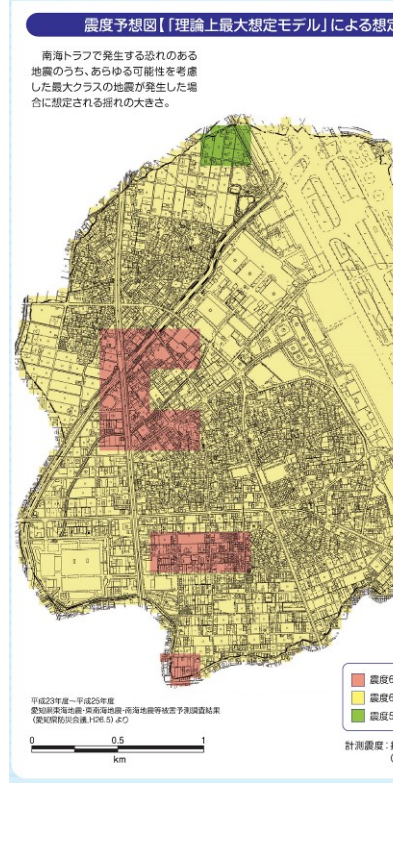 震度予想図【「理論上最大想定モデル」による想定
南海トラフで発生する恐れのある
地震のうち、あらゆる可能性を考慮
した最大クラスの地震が発生した場
合に想定される揺れの大きさ。
震度6
震度6
震度5
平成23年度〜平成25年度
愛知県東海地震・東南海地震・南海地震等被害予測調査結果
（愛知県防災会議、H26.5）より
0 0.5 1
km
計測震度：